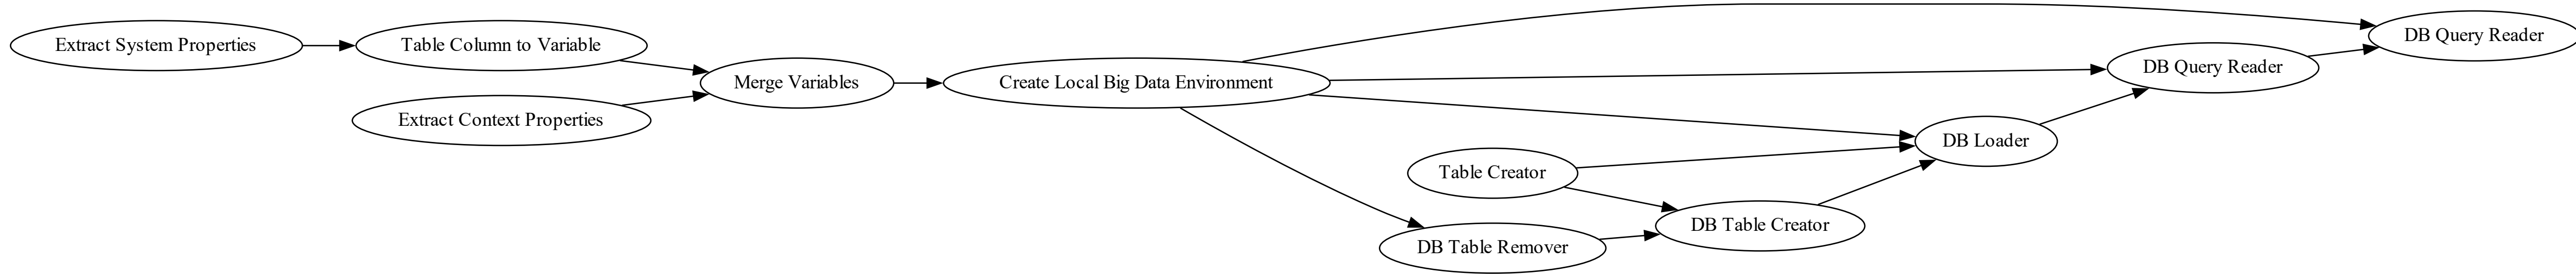 Extract System Properties
Table Column to Variable
Extract Context Properties
Merge Variables
Create Local Big Data Environment
Table Creator
DB Table Remover
DB Table Creator
DB Loader
DB Query Reader
DB Query Reader